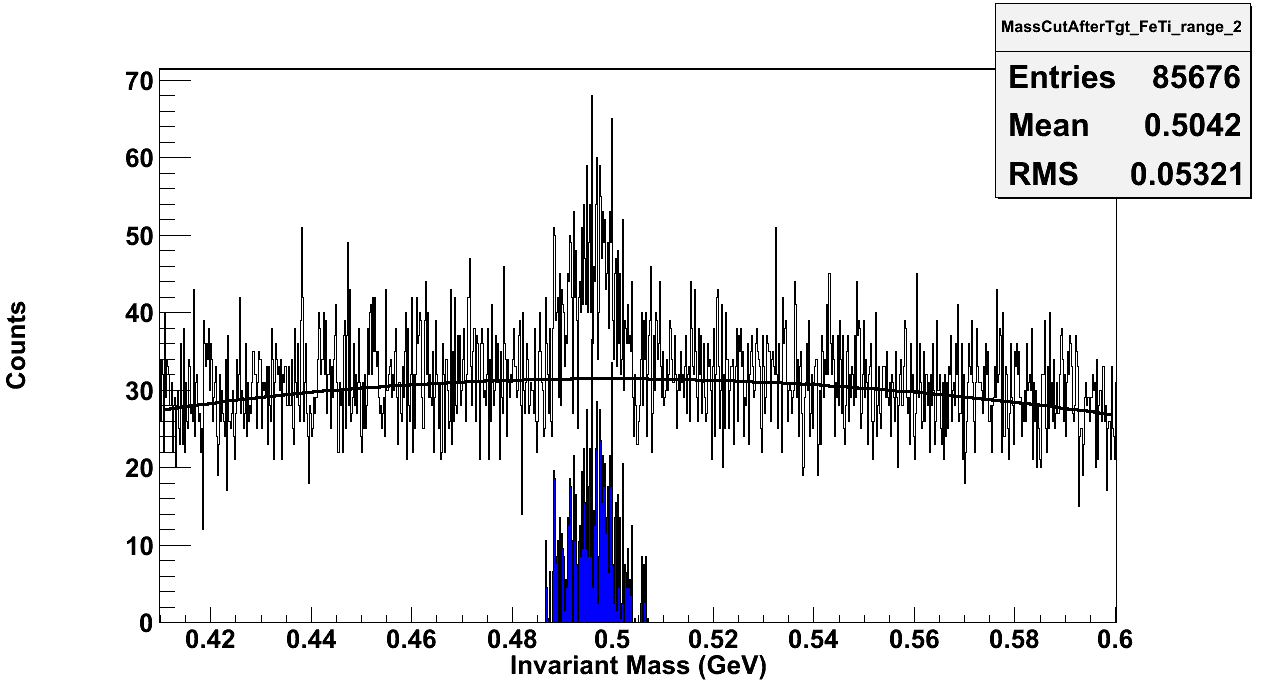 MassCutAfterTgt_FeTi_range_2
Entries 85676
Mean 0.5042
RMS 0.05321
70
60
50
40
30
20
10
0
Counts
0.42 0.44 0.46 0.48 0.5 0.52 0.54 0.56 0.58 0.6
Invariant Mass (GeV)